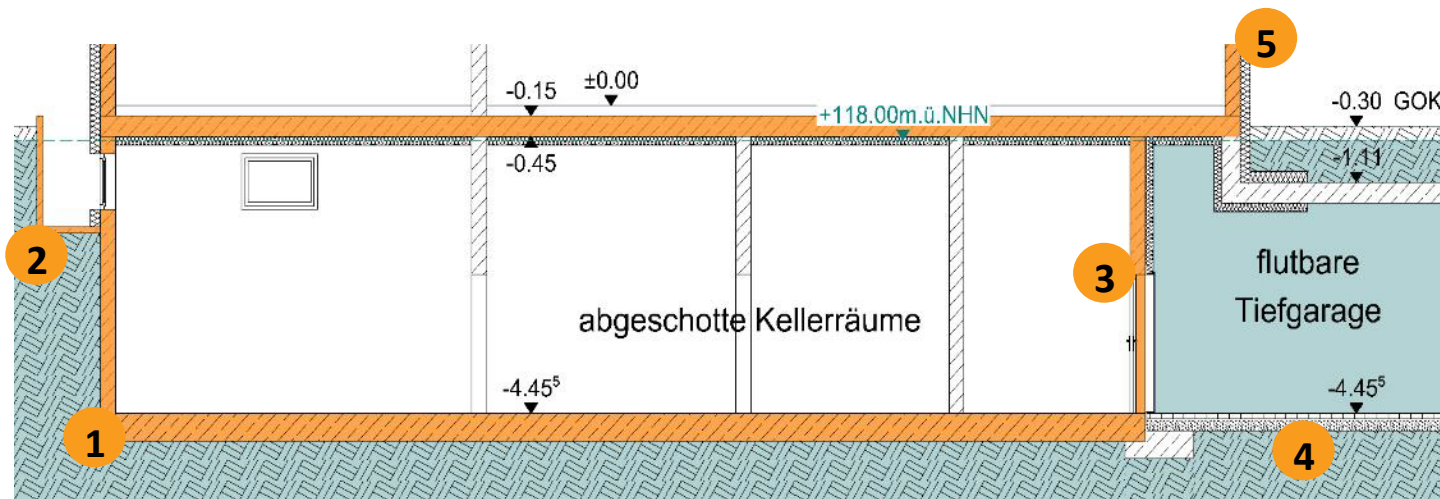 5
-0.15
±0.00
+118.00m.ü.NHN
-0.30 GOK
-0.45
-1.11
2
3
flutbare
Tiefgarage
abgeschotte Kellerräume
-4.45⁵
-4.45⁵
1
4